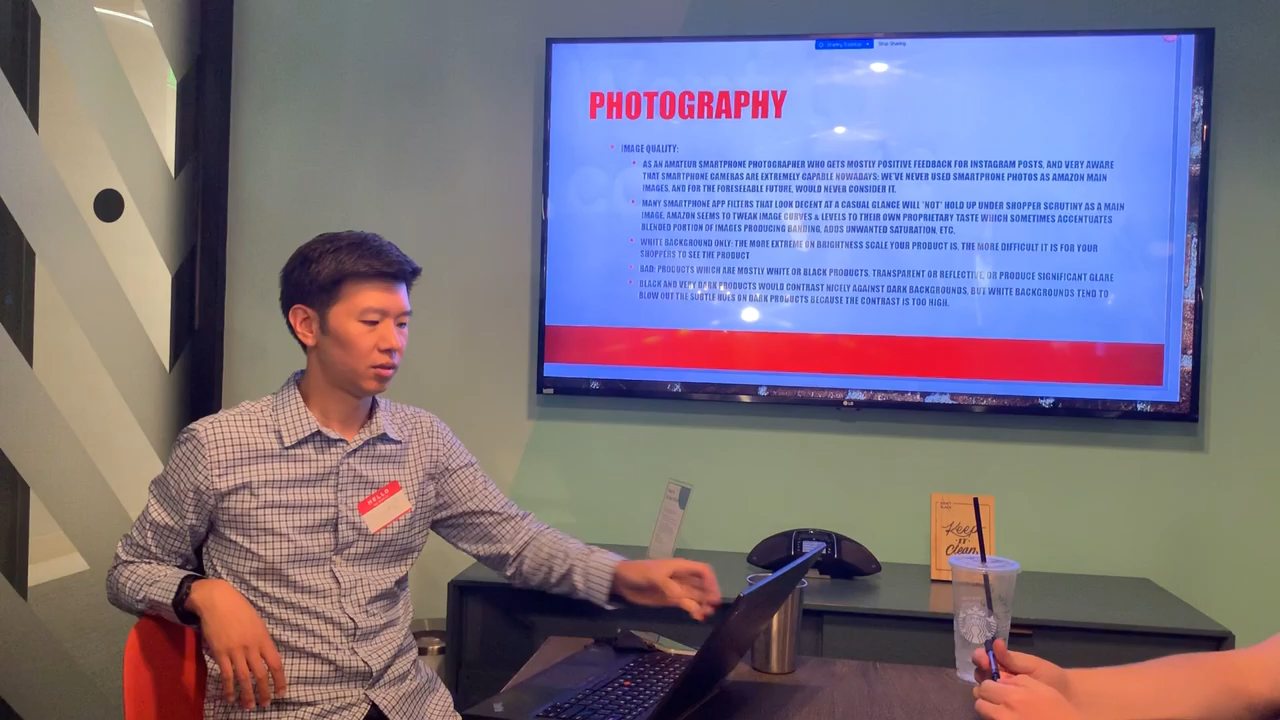 Stop Sharing
PHOTOGRAPHY
IMAGE QUALITY:
AS AN AMATEUR SMARTPHONE PHOTOGRAPHER WHO GETS MOSTLY POSITIVE FEEDBACK FOR INSTAGRAM POSTS, AND VERY AWARE
THAT SMARTPHONE CAMERAS ARE EXTREMELY CAPABLE NOWADAYS; WE'VE NEVER USED SMARTPHONE PHOTOS AS AMAZON MAIN
IMAGES, AND FOR THE FORESEEABLE FUTURE, WOULD NEVER CONSIDER IT.
MANY SMARTPHONE APP FILTERS THAT LOOK DECENT AT A CASUAL GLANCE WILL *NOT* HOLD UP UNDER SHOPPER SCRUTINY AS A MAIN
IMAGE. AMAZON SEEMS TO TWEAK IMAGE CURVES & LEVELS TO THEIR OWN PROPRIETARY TASTE WHICH SOMETIMES ACCENTUATES
BLENDED PORTION OF IMAGES PRODUCING BANDING, ADDS UNWANTED SATURATION, ETC.
WHITE BACKGROUND ONLY: THE MORE EXTREME ON BRIGHTNESS SCALE YOUR PRODUCT IS, THE MORE DIFFICULT IT IS FOR YOUR
SHOPPERS TO SEE THE PRODUCT
BAD: PRODUCTS WHICH ARE MOSTLY WHITE OR BLACK PRODUCTS, TRANSPARENT OR REFLECTIVE, OR PRODUCE SIGNIFICANT GLARE
BLACK AND VERY DARK PRODUCTS WOULD CONTRAST NICELY AGAINST DARK BACKGROUNDS, BUT WHITE BACKGROUNDS TEND TO
BLOW OUT THE SUBTLE HUES ON DARK PRODUCTS BECAUSE THE CONTRAST IS TOO HIGH.
LG
HELLO
Keep
IT
Clean